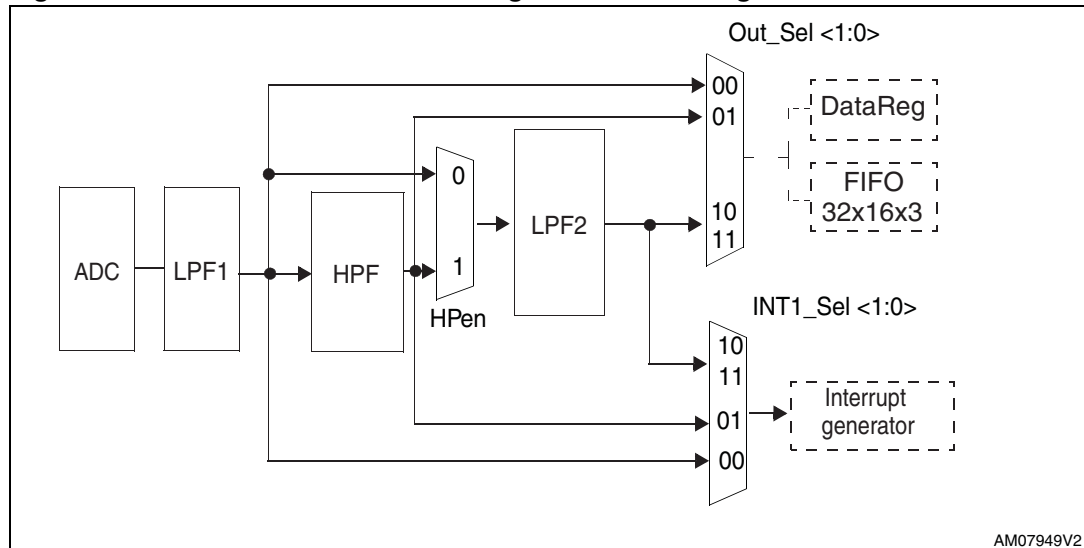 Out_Sel <1:0>
00
01
10
11
DataReg
FIFO
32x16x3
ADC
LPF1
HPF
0
1
HPen
LPF2
INT1_Sel <1:0>
10
11
01
00
Interrupt
generator
AM07949V2